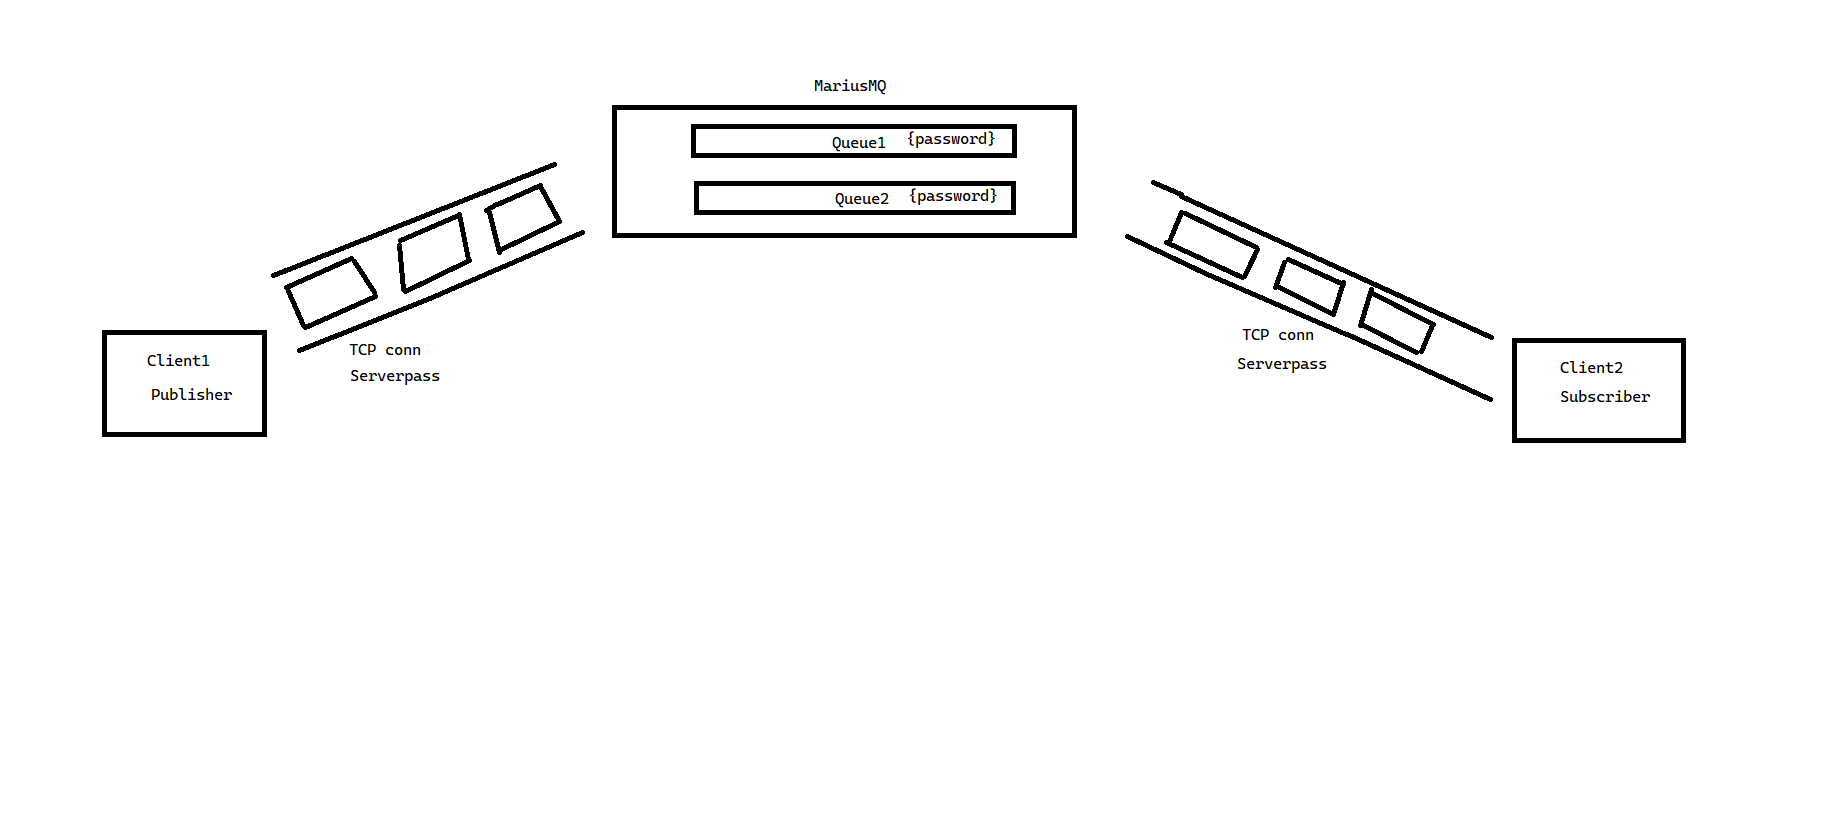 MariusMQ
Queue1 {password}
Queue2 {password}
TCP conn
Serverpass
Client1
Publisher
TCP conn
Serverpass
Client2
Subscriber